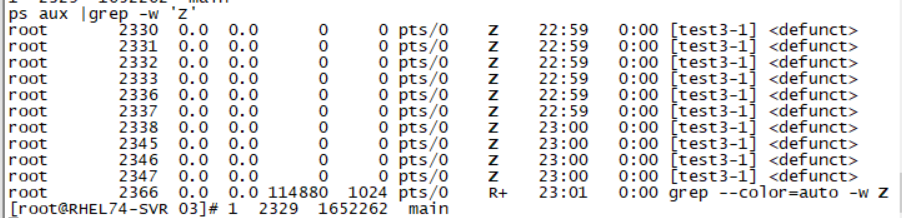 1 2329 1652262 main
ps aux |grep -w 'Z'
root 2330 0.0 0.0 0 0 pts/0 Z 22:59 0:00 [test3-1] <defunct>
root 2331 0.0 0.0 0 0 pts/0 Z 22:59 0:00 [test3-1] <defunct>
root 2332 0.0 0.0 0 0 pts/0 Z 22:59 0:00 [test3-1] <defunct>
root 2333 0.0 0.0 0 0 pts/0 Z 22:59 0:00 [test3-1] <defunct>
root 2336 0.0 0.0 0 0 pts/0 Z 22:59 0:00 [test3-1] <defunct>
root 2337 0.0 0.0 0 0 pts/0 Z 22:59 0:00 [test3-1] <defunct>
root 2338 0.0 0.0 0 0 pts/0 Z 23:00 0:00 [test3-1] <defunct>
root 2345 0.0 0.0 0 0 pts/0 Z 23:00 0:00 [test3-1] <defunct>
root 2346 0.0 0.0 0 0 pts/0 Z 23:00 0:00 [test3-1] <defunct>
root 2347 0.0 0.0 0 0 pts/0 Z 23:00 0:00 [test3-1] <defunct>
root 2366 0.0 0.0 114880 1024 pts/0 R+ 23:01 0:00 grep --color=auto -w Z
[root@RHEL74-SVR 03]# 1 2329 1652262 main